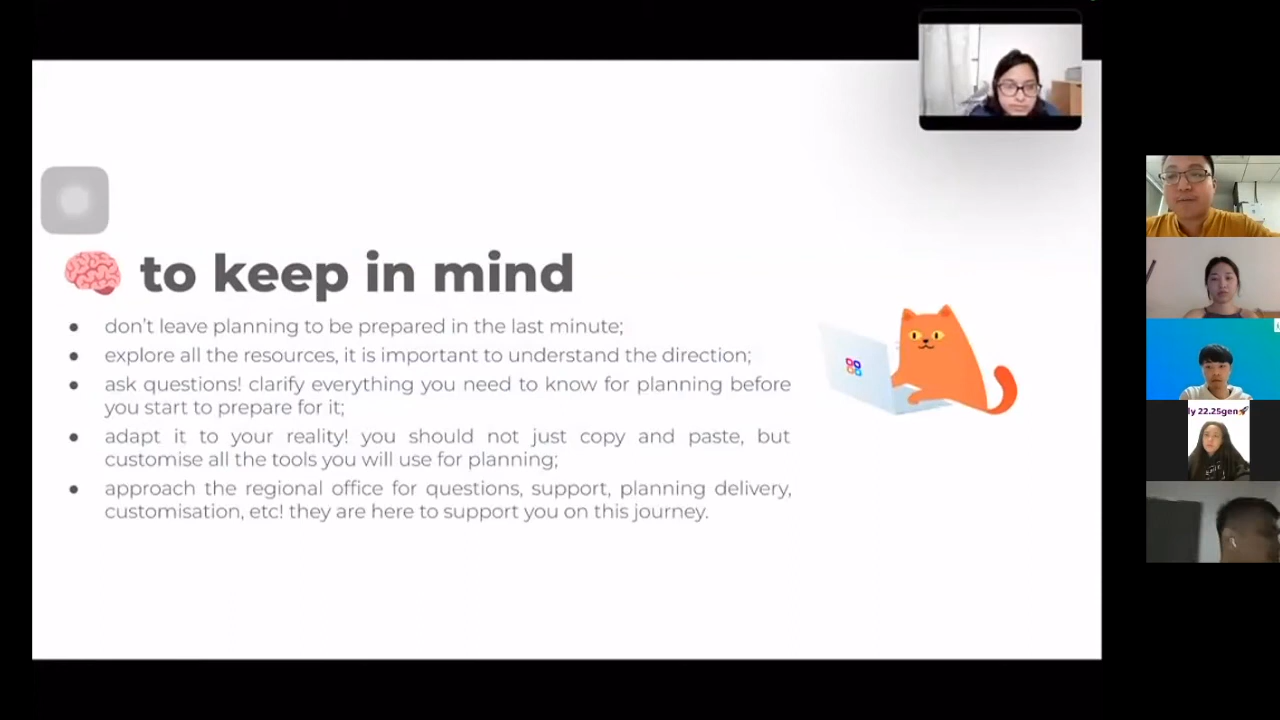 to keep in mind
● don't leave planning to be prepared in the last minute;
● explore all the resources, it is important to understand the direction;
● ask questions! clarify everything you need to know for planning before
you start to prepare for it;
● adapt it to your reality! you should not just copy and paste, but
customise all the tools you will use for planning;
● approach the regional office for questions, support, planning delivery,
customisation, etc! they are here to support you on this journey.
ly 22.25gen🚀